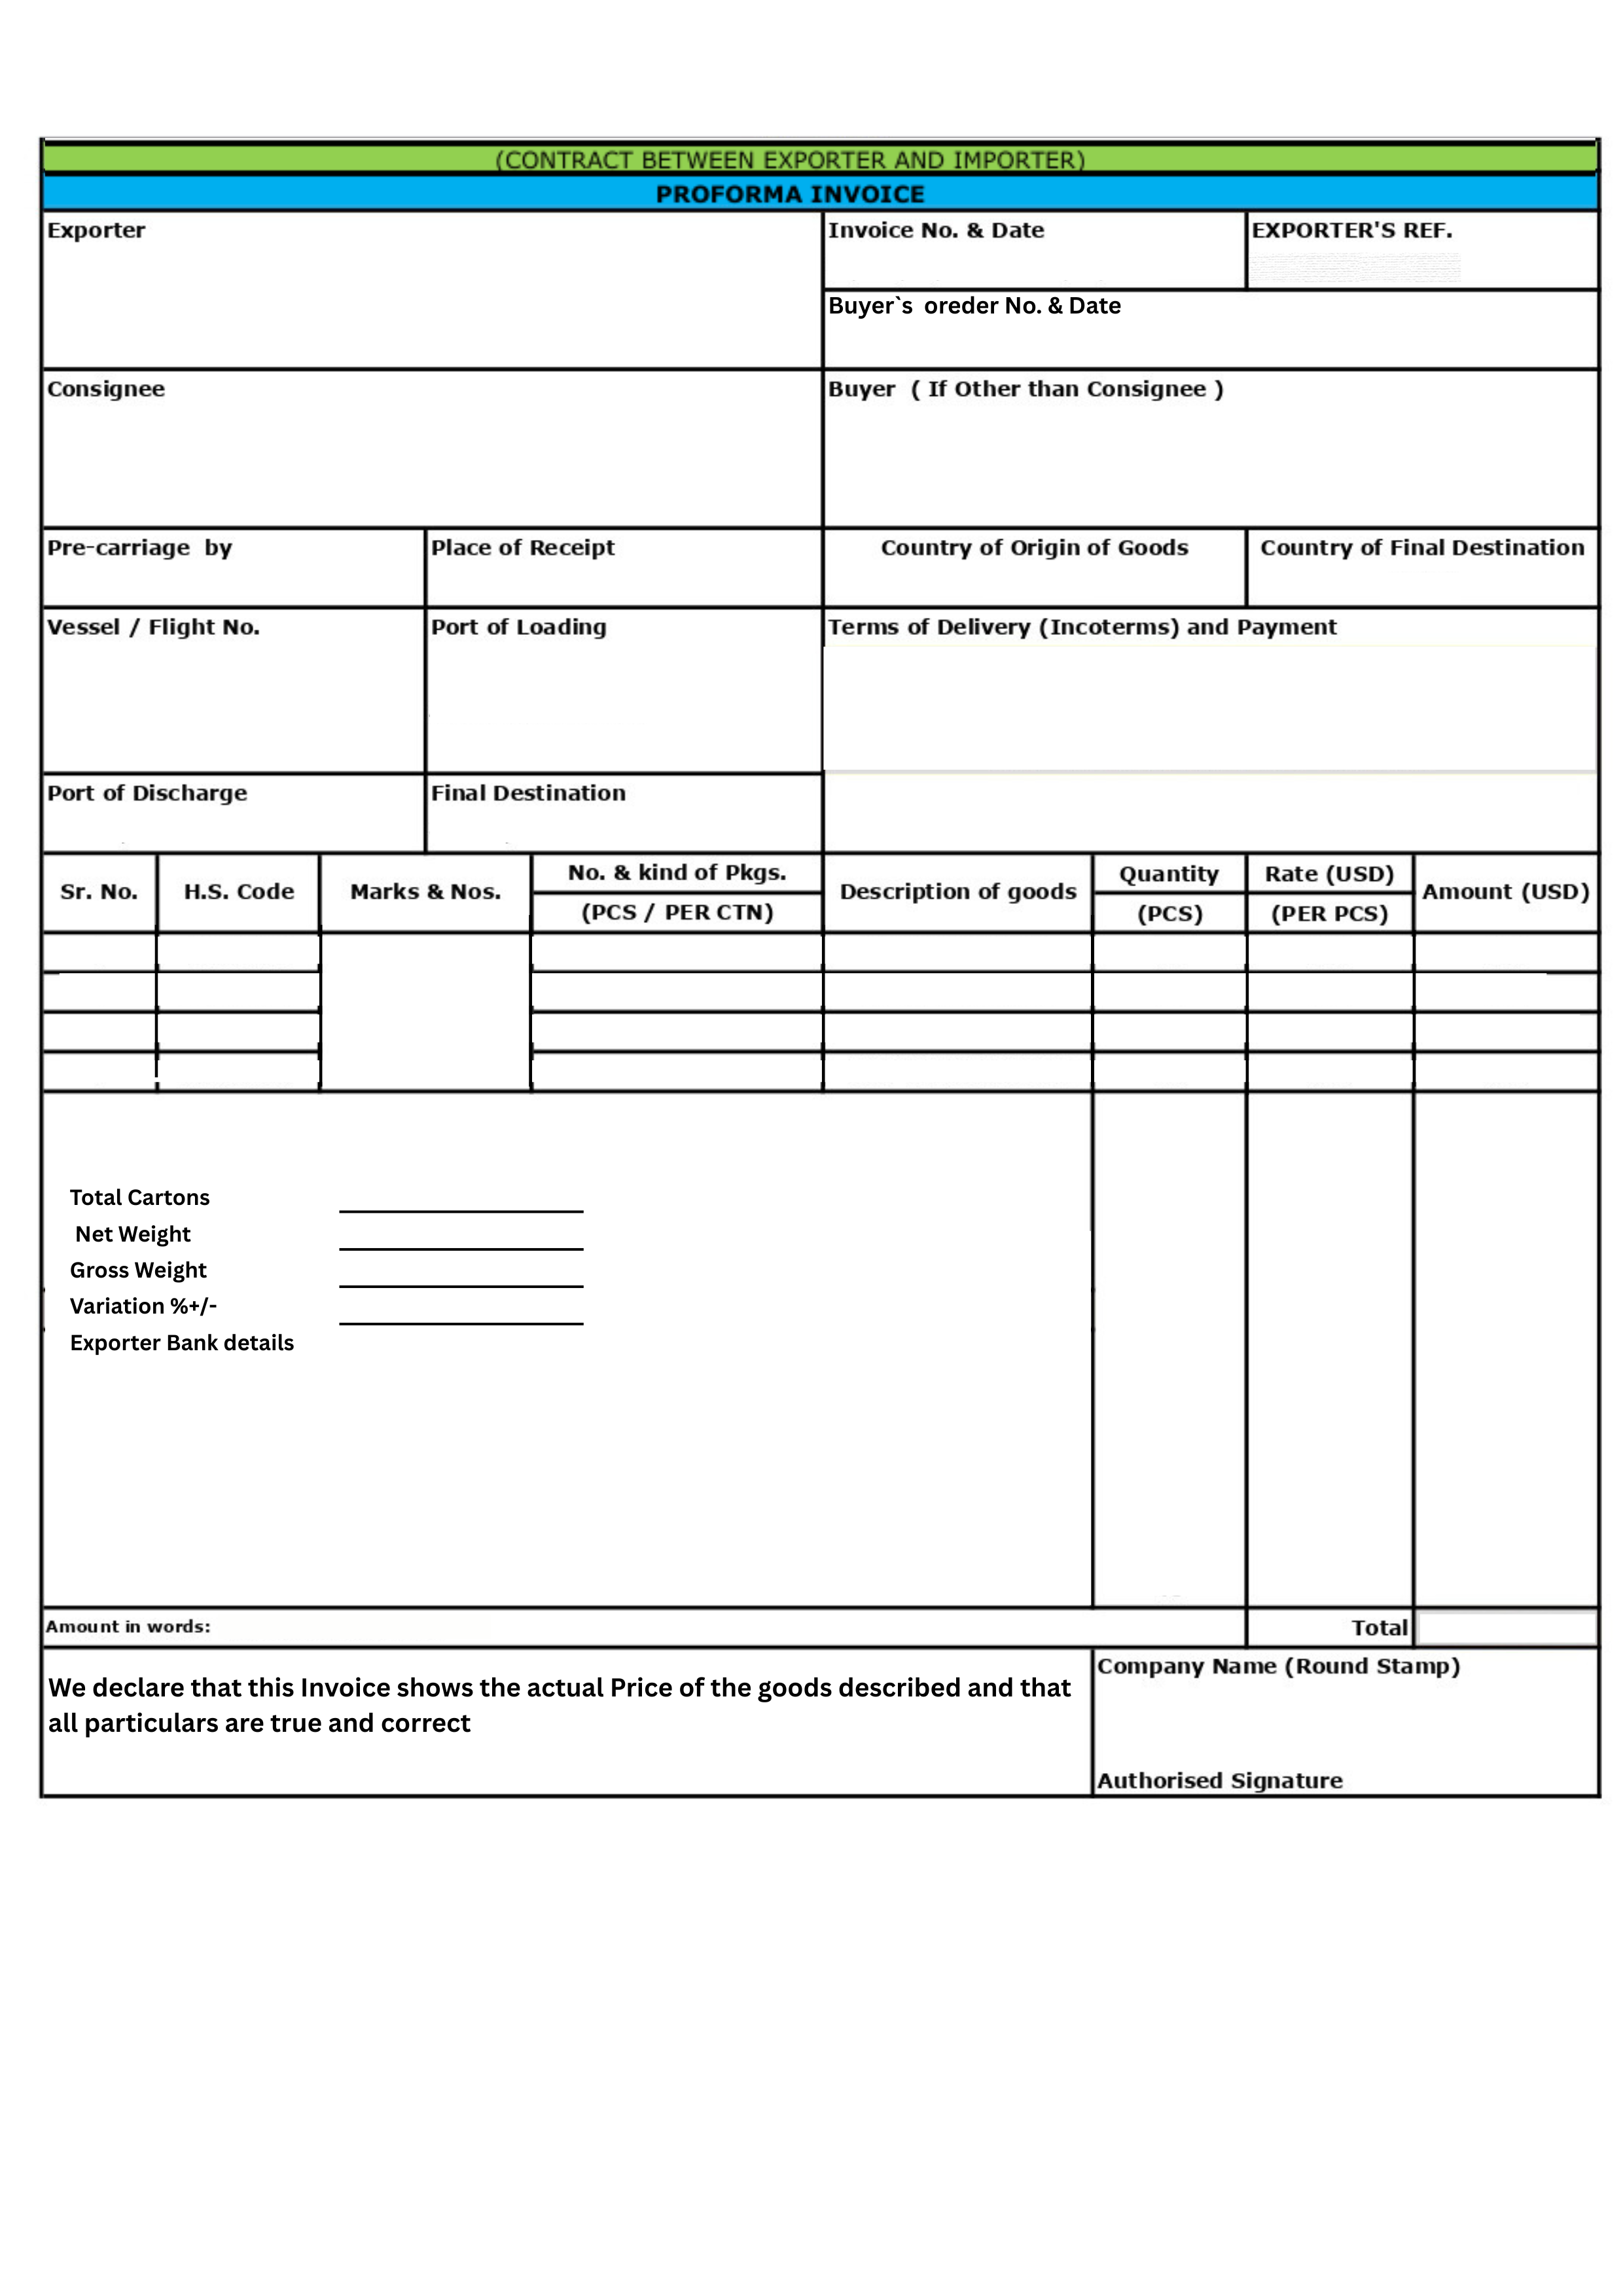 (CONTRACT BETWEEN EXPORTER AND IMPORTER)
PROFORMA INVOICE
Exporter
Invoice No. & Date
EXPORTER'S REF.
Buyer`s oreder No. & Date
Consignee
Buyer ( If Other than Consignee )
Pre-carriage by
Place of Receipt
Country of Origin of Goods
Country of Final Destination
Vessel / Flight No.
Port of Loading
Terms of Delivery (Incoterms) and Payment
Port of Discharge
Final Destination
Sr. No.
H.S. Code
Marks & Nos.
No. & kind of Pkgs.
(PCS / PER CTN)
Description of goods
Quantity
(PCS)
Rate (USD)
(PER PCS)
Amount (USD)
Total Cartons
Net Weight
Gross Weight
Variation %+/-
Exporter Bank details
Amount in words:
Total
We declare that this Invoice shows the actual Price of the goods described and that
all particulars are true and correct
Company Name (Round Stamp)
Authorised Signature